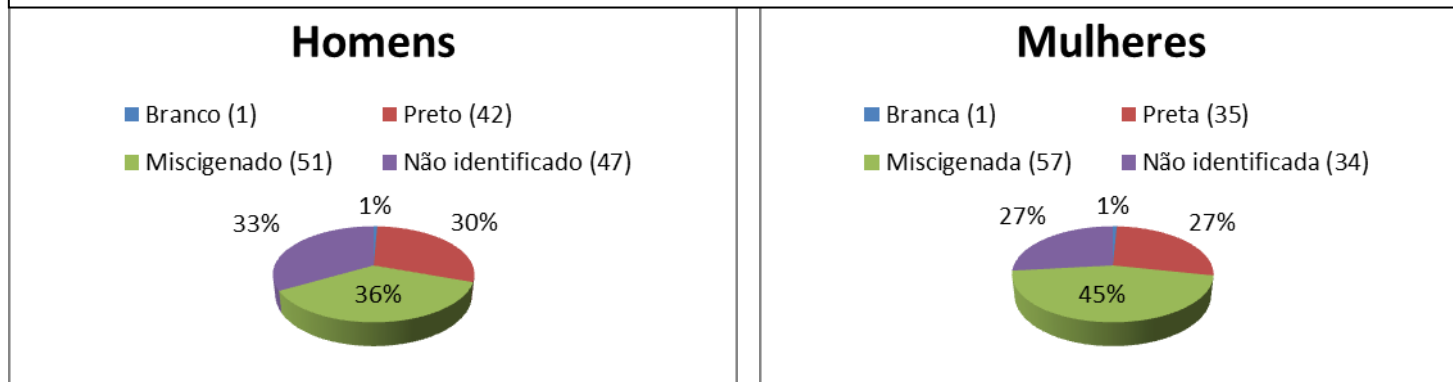 Homens
Branco (1) Preto (42)
Miscigenado (51) Não identificado (47)
1%
33% 30%
36%
Mulheres
Branca (1) Preta (35)
Miscigenada (57) Não identificada (34)
1%
27% 27%
45%